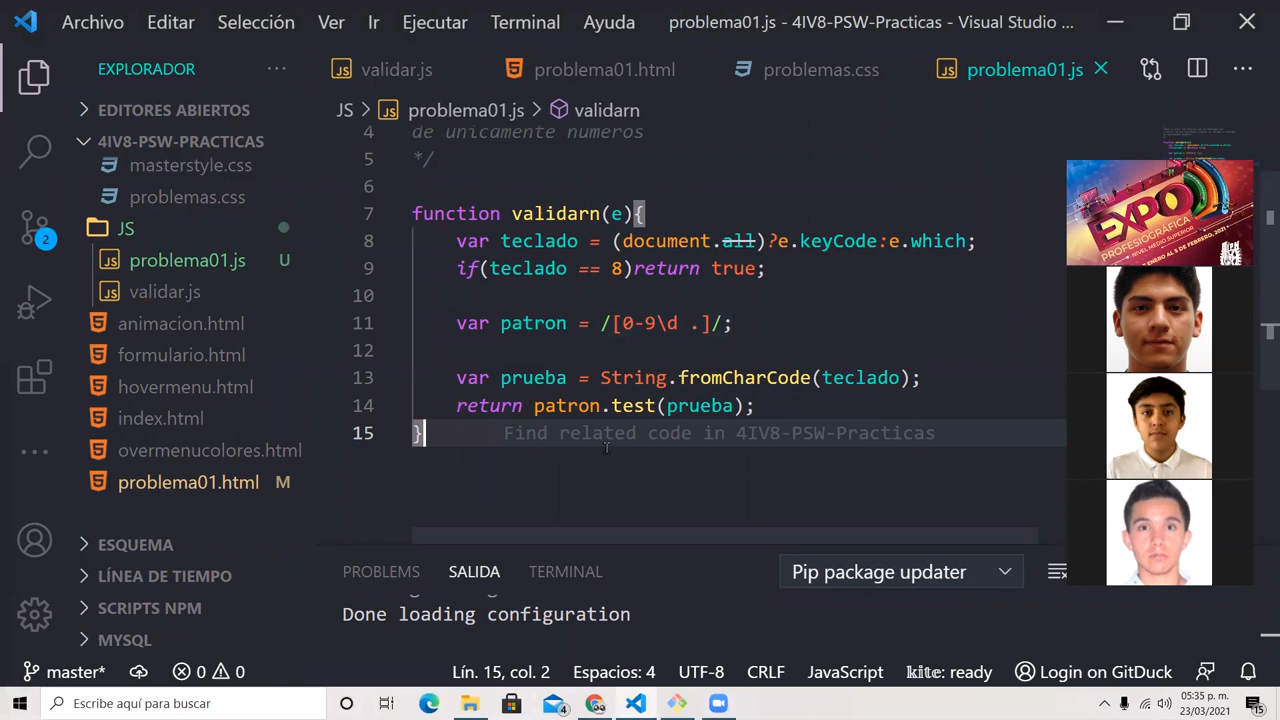 Archivo Editar Selección Ver Ir Ejecutar Terminal Ayuda problema01.js - 4IV8-PSW-Practicas - Visual Studio ...
EXPLORADOR
validar.js problema01.html problemas.css problema01.js
EDITORES ABIERTOS
JS problema01.js validarn
4IV8-PSW-PRACTICAS
masterstyle.css
problemas.css
JS
problema01.js U
validar.js
animacion.html
formulario.html
hovermenu.html
index.html
overmenucolores.html
problema01.html M
ESQUEMA
LÍNEA DE TIEMPO
SCRIPTS NPM
MYSQL
2
4 de unicamente numeros
5 */
6
7 function validarn(e){
8 var teclado = (document.all)?e.keyCode:e.which;
9 if(teclado == 8)return true;
10
11 var patron = /[0-9\d .]/;
12
13 var prueba = String.fromCharCode(teclado);
14 return patron.test(prueba);
15 } Find related code in 4IV8-PSW-Practicas
EXPO
PROFESIOGRÁFICA
NIVEL MEDIO SUPERIOR
PROBLEMS SALIDA TERMINAL Pip package updater
Done loading configuration
master* 0 0 Lín. 15, col. 2 Espacios: 4 UTF-8 CRLF JavaScript kite: ready Login on GitDuck
Escribe aquí para buscar
4
05:35 p. m.
23/03/2021
15